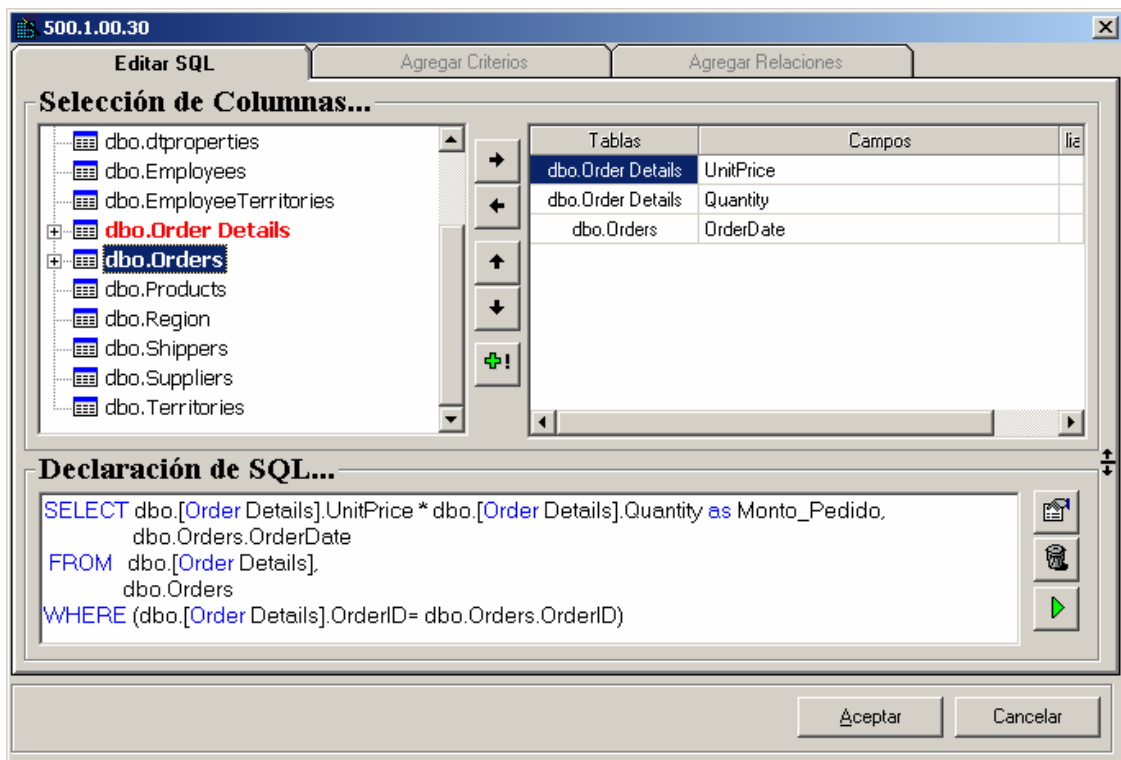 500.1.00.30
Editar SQL
Agregar Criterios
Agregar Relaciones
Selección de Columnas...
dbo.dtproperties
dbo.Employees
dbo.EmployeeTerritories
dbo.Order Details
dbo.Orders
dbo.Products
dbo.Region
dbo.Shippers
dbo.Suppliers
dbo.Territories
Tablas Campos
dbo.Order Details UnitPrice
dbo.Order Details Quantity
dbo.Orders OrderDate
Declaración de SQL...
SELECT dbo.[Order Details].UnitPrice * dbo.[Order Details].Quantity as Monto_Pedido,
dbo.Orders.OrderDate
FROM dbo.[Order Details],
dbo.Orders
WHERE (dbo.[Order Details].OrderID= dbo.Orders.OrderID)
Aceptar
Cancelar